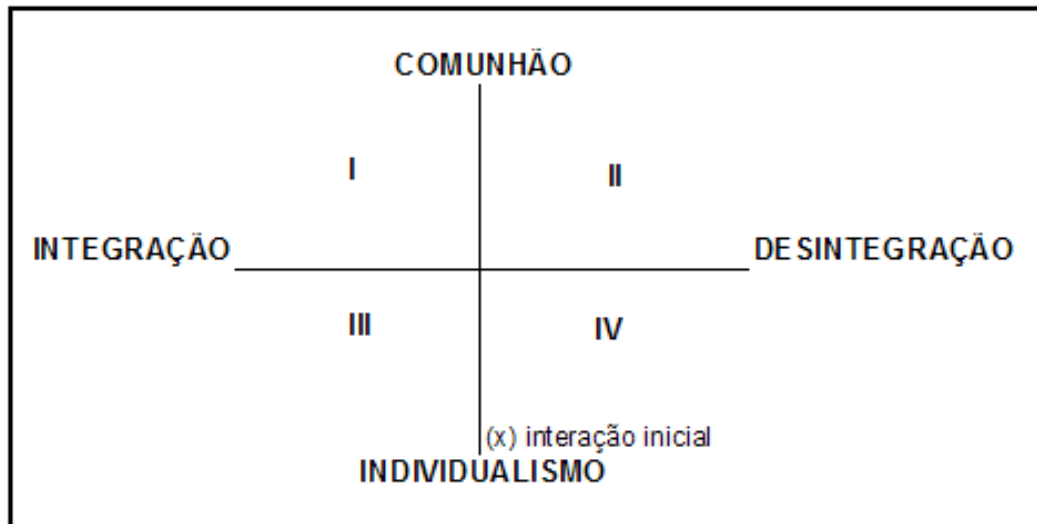 COMUNHÃO
I
II
INTEGRAÇÃO
DESINTEGRAÇÃO
III
IV
(x) interação inicial
INDIVIDUALISMO